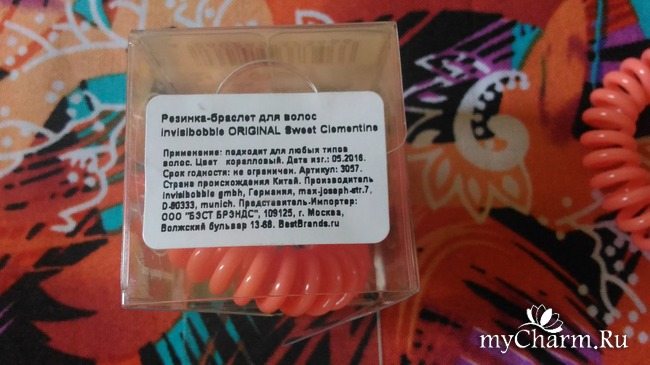 Резинка-браслет для волос
invisibobble ORIGINAL Sweet Clementine
Применение: подходит для любых типов
волос. Цвет коралловый. Дата изг.: 05.2016.
Срок годности: не ограничен. Артикул: 3057.
Страна происхождения Китай. Производитель
invisibobble gmbh, Германия, max-joseph-str.7,
D-80333, munich. Представитель-Импортер:
ООО "БЭСТ БРЭНДС", 109125, г. Москва,
Волжский бульвар 13-68. BestBrands.ru
myCharm.Ru